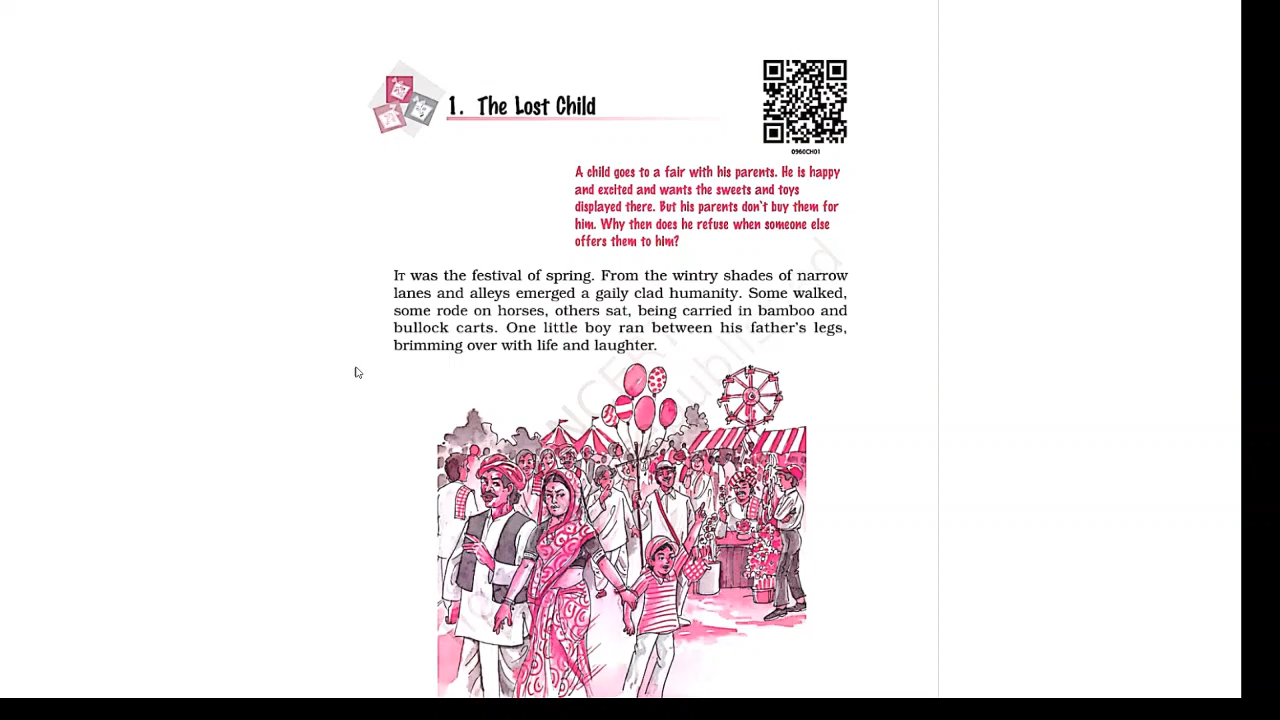 1. The Lost Child
0960CH01
A child goes to a fair with his parents. He is happy
and excited and wants the sweets and toys
displayed there. But his parents don't buy them for
him. Why then does he refuse when someone else
offers them to him?
IT was the festival of spring. From the wintry shades of narrow
lanes and alleys emerged a gaily clad humanity. Some walked,
some rode on horses, others sat, being carried in bamboo and
bullock carts. One little boy ran between his father's legs,
brimming over with life and laughter.